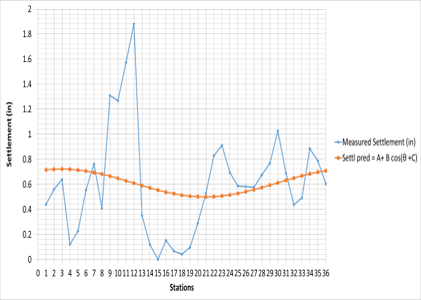 2
1.8
1.6
1.4
1.2
1
0.8
0.6
0.4
0.2
0
Settlement (in)
0 1 2 3 4 5 6 7 8 9 10 11 12 13 14 15 16 17 18 19 20 21 22 23 24 25 26 27 28 29 30 31 32 33 34 35 36
Stations
Measured Settlement (in)
Settl pred = A+ B cos(θ +C)